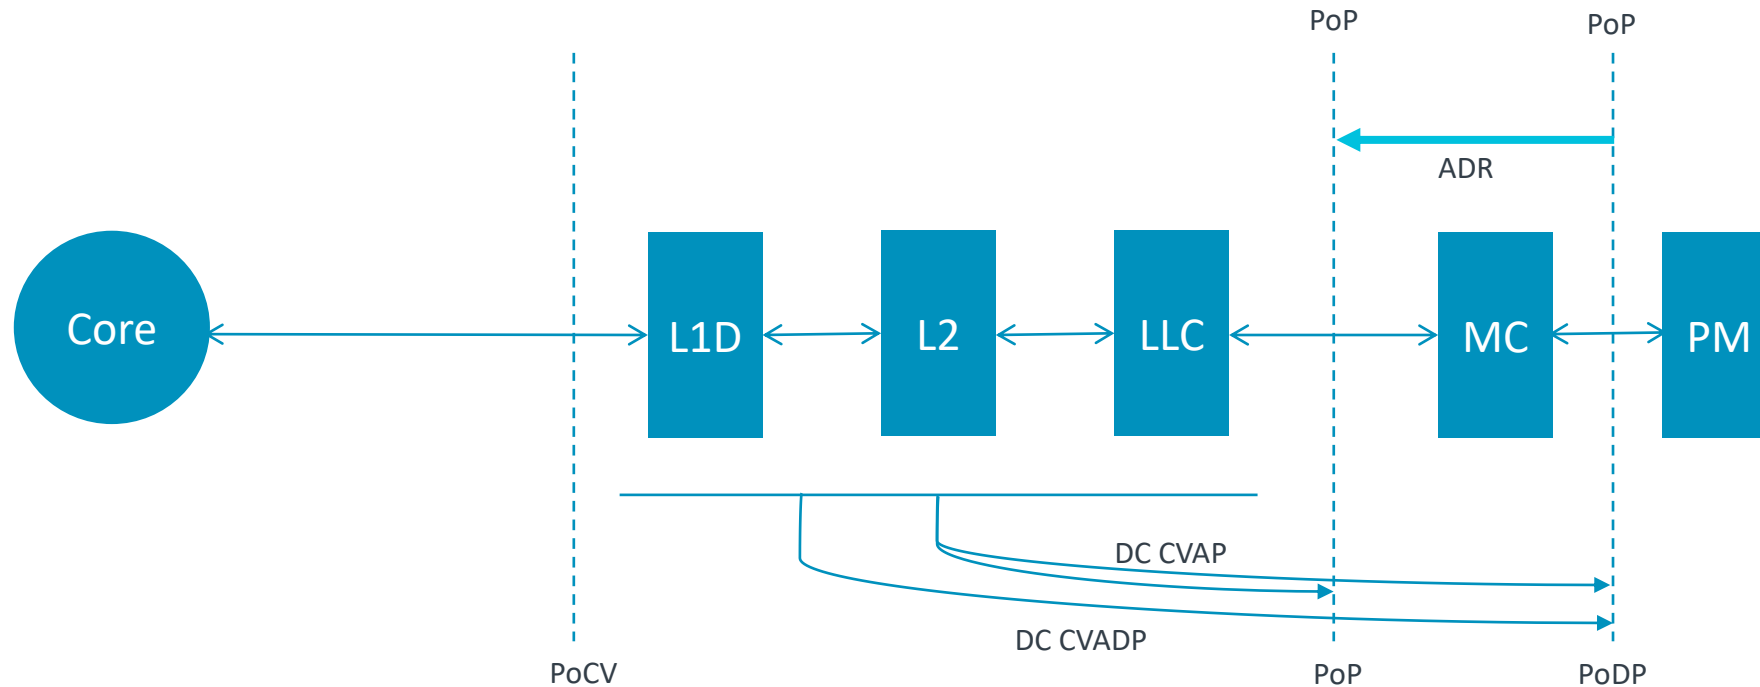 PoP
PoP
ADR
Core
L1D
L2
LLC
MC
PM
DC CVAP
DC CVADP
PoCV
PoP
PoDP